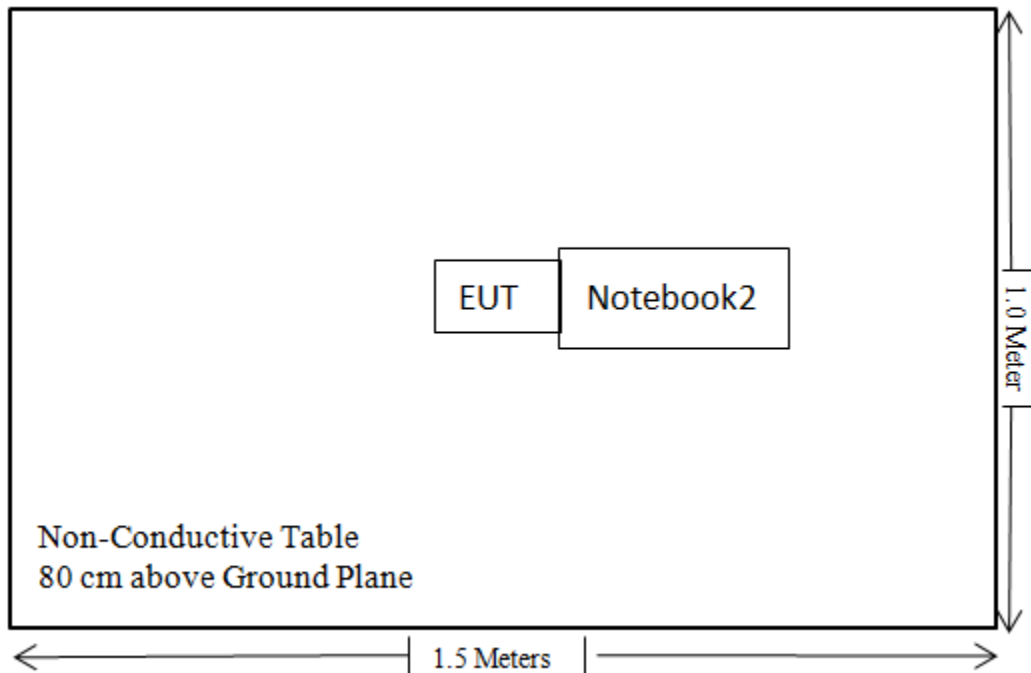 EUT
Notebook2
1.0 Meter
Non-Conductive Table
80 cm above Ground Plane
1.5 Meters